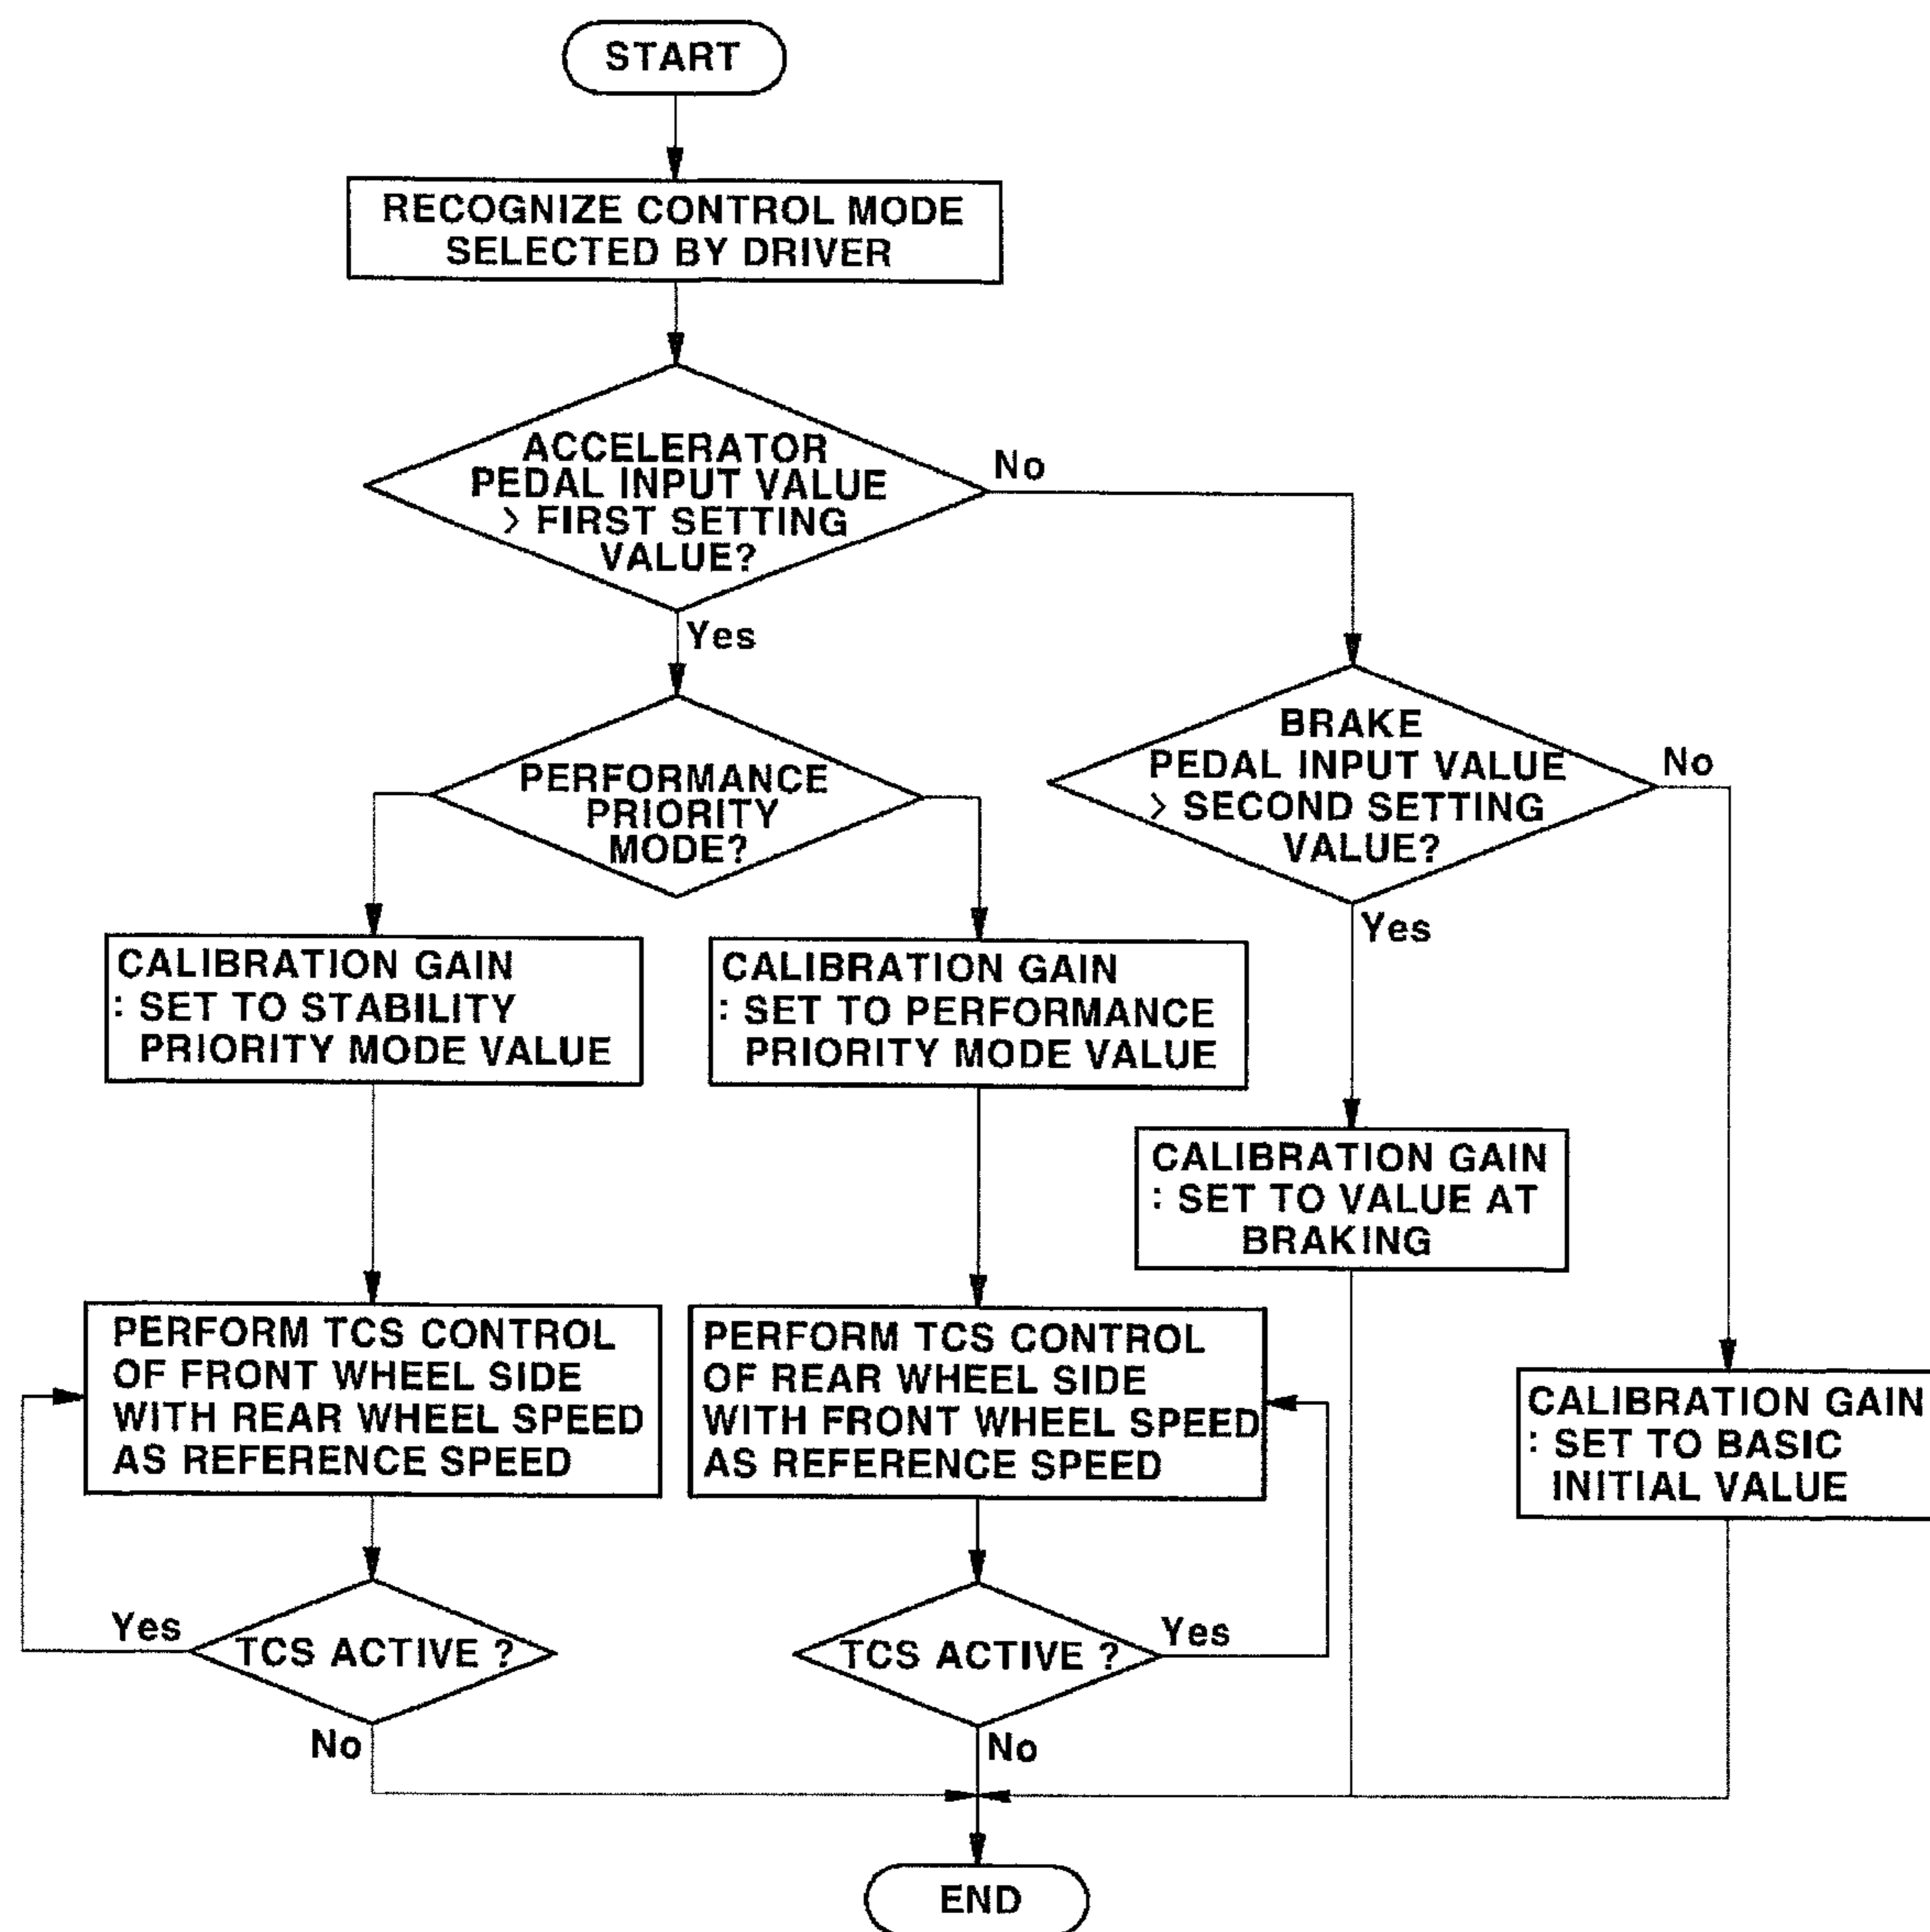 START
RECOGNIZE CONTROL MODE
SELECTED BY DRIVER
ACCELERATOR
PEDAL INPUT VALUE
> FIRST SETTING
VALUE?
No
Yes
BRAKE
PEDAL INPUT VALUE
> SECOND SETTING
VALUE?
No
Yes
PERFORMANCE
PRIORITY
MODE?
CALIBRATION GAIN
: SET TO STABILITY
PRIORITY MODE VALUE
CALIBRATION GAIN
: SET TO PERFORMANCE
PRIORITY MODE VALUE
CALIBRATION GAIN
: SET TO VALUE AT
BRAKING
PERFORM TCS CONTROL
OF FRONT WHEEL SIDE
WITH REAR WHEEL SPEED
AS REFERENCE SPEED
PERFORM TCS CONTROL
OF REAR WHEEL SIDE
WITH FRONT WHEEL SPEED
AS REFERENCE SPEED
CALIBRATION GAIN
: SET TO BASIC
INITIAL VALUE
Yes
TCS ACTIVE ?
No
TCS ACTIVE ?
Yes
No
END